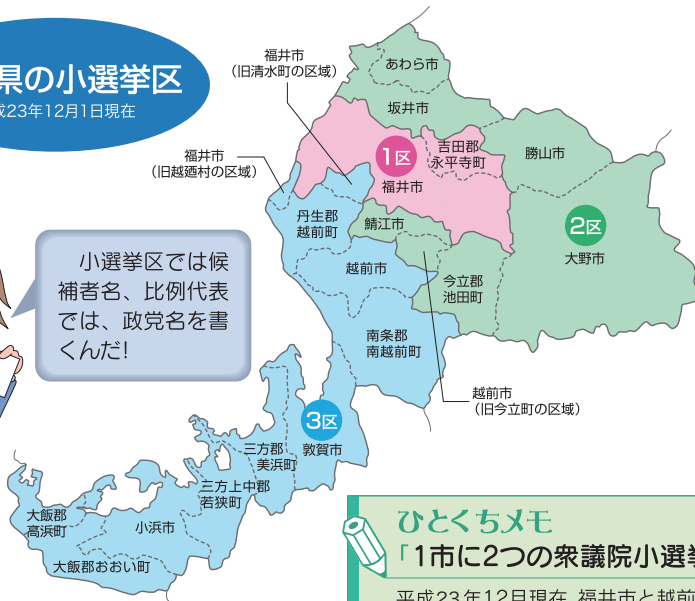 県の小選挙区
成23年12月1日現在
福井市
（旧清水町の区域）
あわら市
坂井市
福井市
（旧越廼村の区域）
1区
吉田郡
永平寺町
勝山市
福井市
丹生郡
越前町
鯖江市
2区
大野市
越前市
今立郡
池田町
小選挙区では候
補者名、比例代表
では、政党名を書
くんだ!
南条郡
南越前町
越前市
（旧今立町の区域）
3区
敦賀市
三方郡
美浜町
三方上中郡
若狭町
大飯郡
高浜町
小浜市
大飯郡おおい町
ひとくちメモ
「1市に2つの衆議院小選挙
平成23年12月現在、福井市と越前